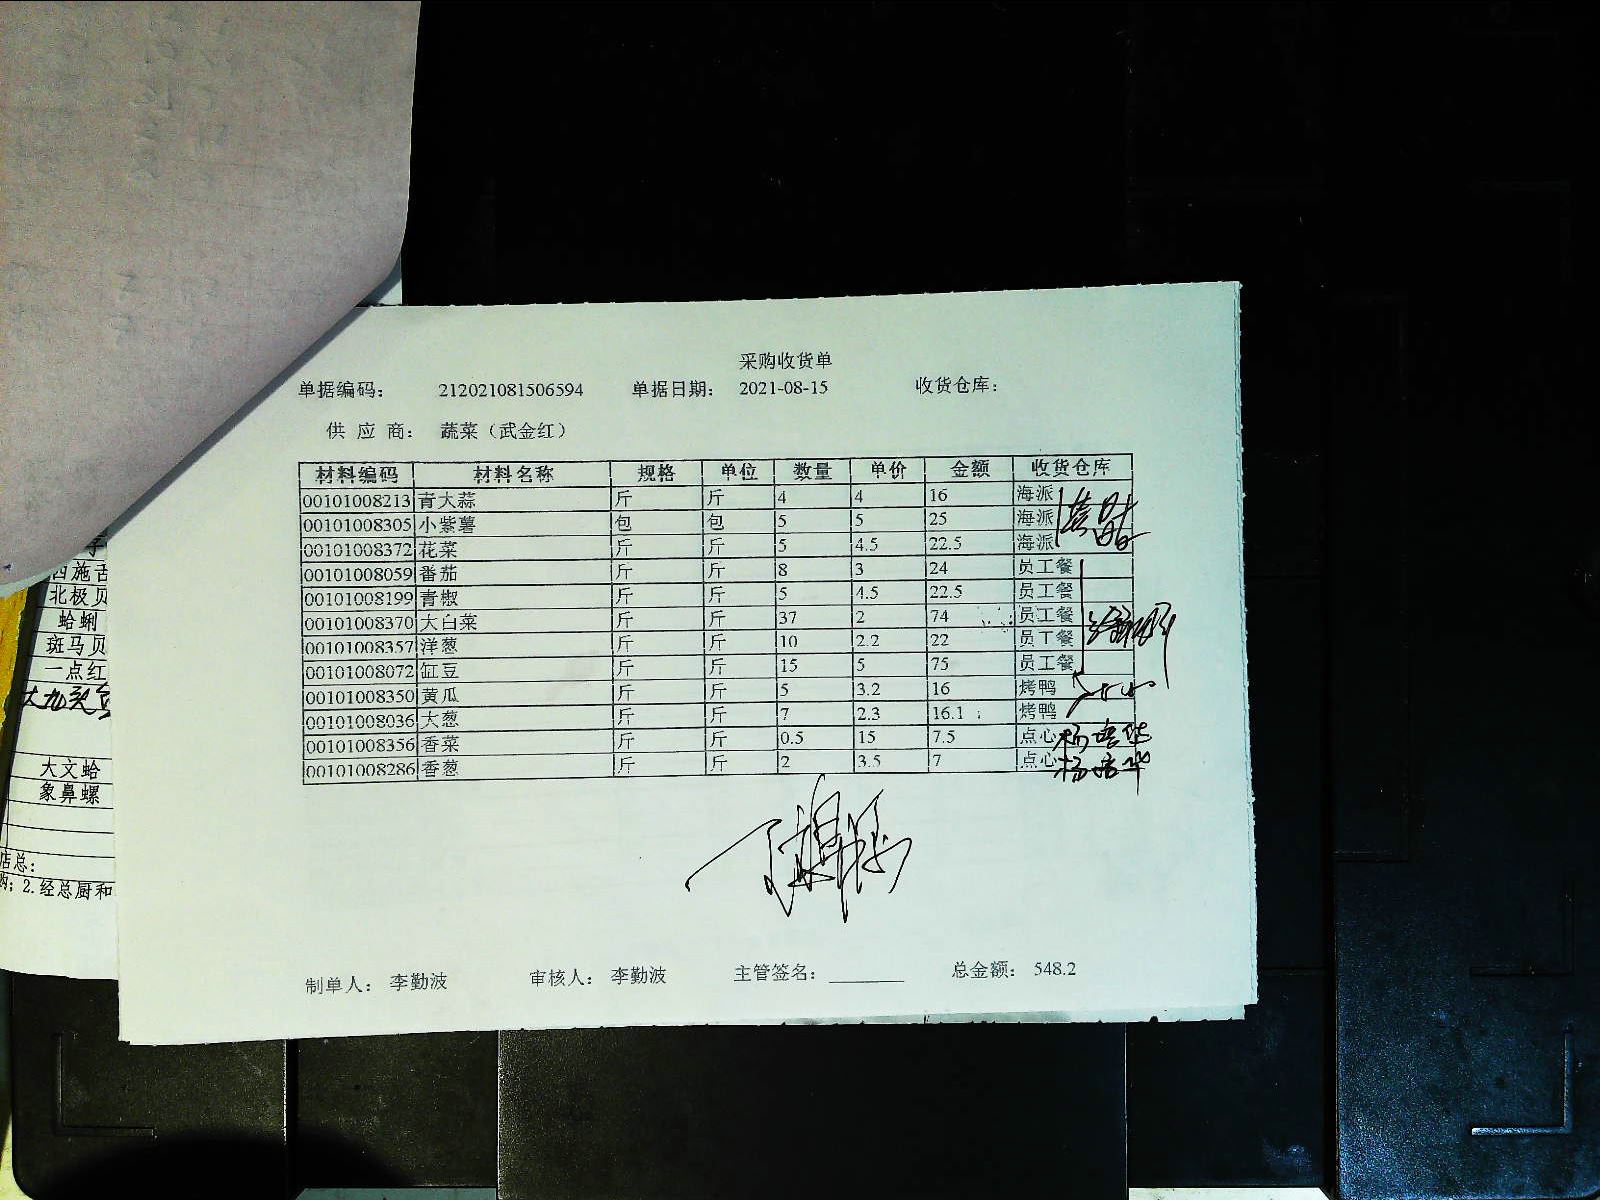 采购收货单
单据编码： 212021081506594 单据日期： 2021-08-15 收货仓库：
供 应 商： 蔬菜（武金红）
材料编码 材料名称 规格 单位 数量 单价 金额 收货仓库
00101008213 青大蒜 斤 斤 4 4 16 海派
00101008305 小紫薯 包 包 5 5 25 海派
00101008372 花菜 斤 斤 5 4.5 22.5 海派
00101008059 番茄 斤 斤 8 3 24 员工餐
00101008199 青椒 斤 斤 5 4.5 22.5 员工餐
00101008370 大白菜 斤 斤 37 2 74 员工餐
00101008357 洋葱 斤 斤 10 2.2 22 员工餐
00101008072 缸豆 斤 斤 15 5 75 员工餐
00101008350 黄瓜 斤 斤 5 3.2 16 烤鸭
00101008036 大葱 斤 斤 7 2.3 16.1 烤鸭
00101008356 香菜 斤 斤 0.5 15 7.5 点心
00101008286 香葱 斤 斤 2 3.5 7 点心
制单人： 李勤波 审核人： 李勤波 主管签名： 总金额： 548.2
四施舌
北极贝
蛤蜊
斑马贝
一点红
大文蛤
象鼻螺
店总：
购；2.经总厨和